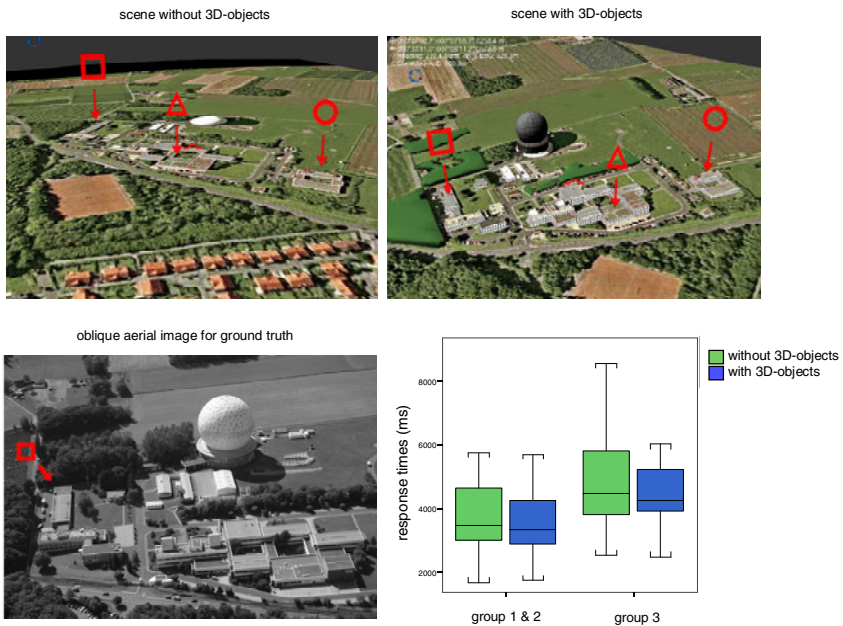 scene without 3D-objects
scene with 3D-objects
oblique aerial image for ground truth
without 3D-objects
with 3D-objects
response times (ms)
8000
6000
4000
2000
group 1 & 2
group 3